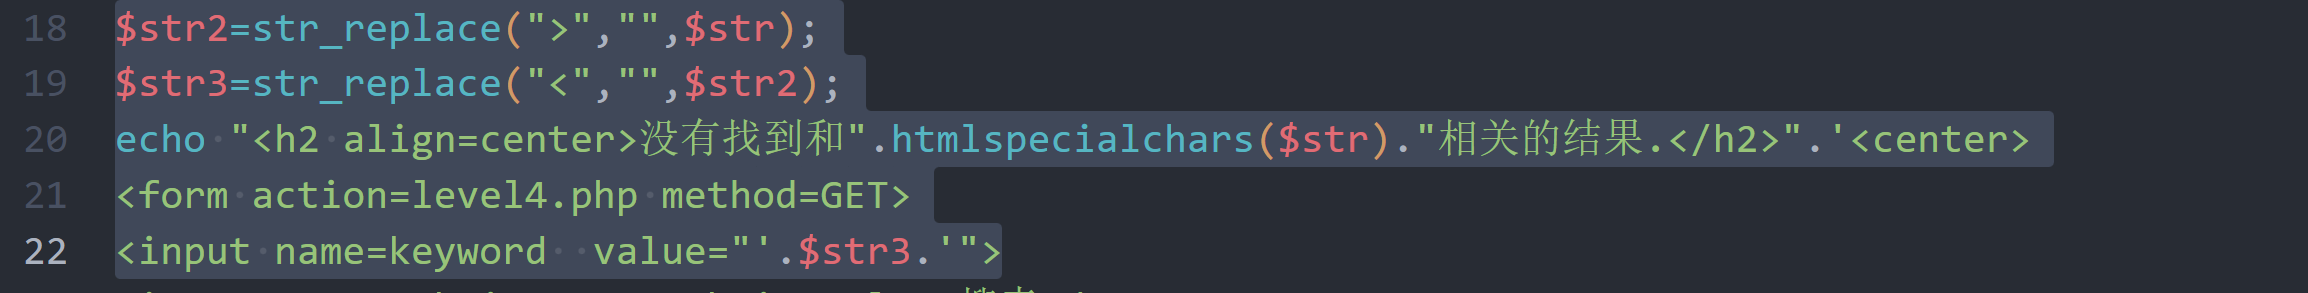 18 $str2=str_replace(">","",$str);
19 $str3=str_replace("<","",$str2);
20 echo "<h2 align=center>没有找到和".htmlspecialchars($str)."相关的结果.</h2>".'<center>
21 <form action=level4.php method=GET>
22 <input name=keyword  value="'.$str3.'">